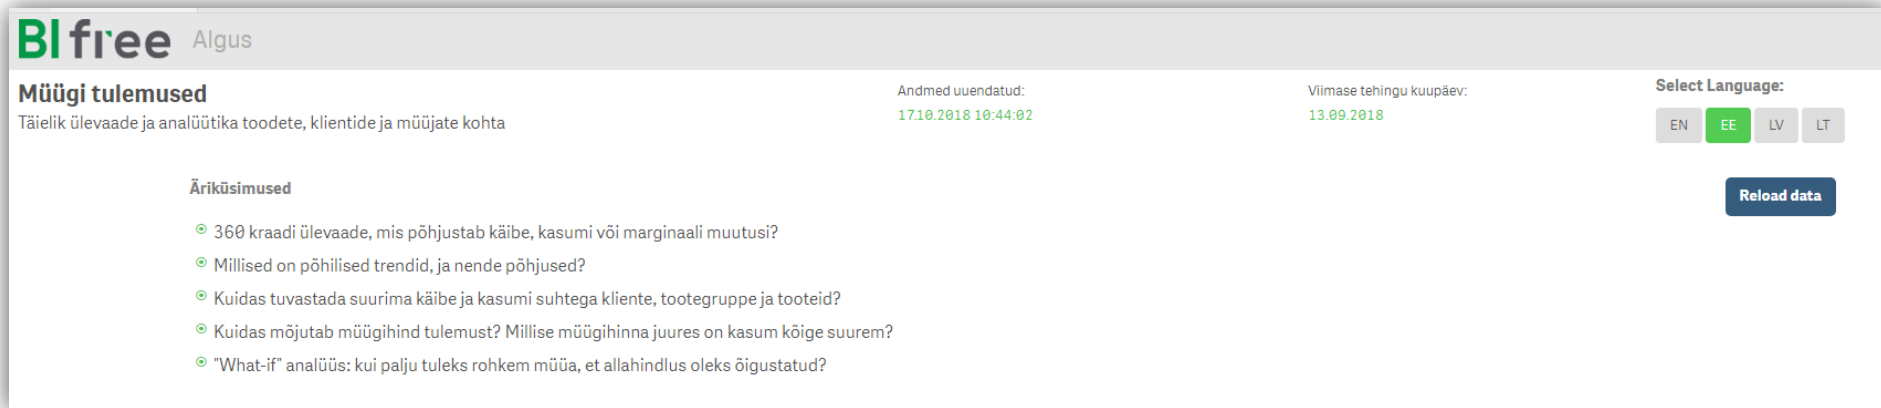 BI free Algus
Müügi tulemused
Täielik ülevaade ja analüütika toodete, klientide ja müüjate kohta
Andmed uuendatud:
17.10.2018 10:44:02
Viimase tehingu kuupäev:
13.09.2018
Select Language:
EN EE LV LT
Reload data
Äriküsimused
360 kraadi ülevaade, mis põhjustab käibe, kasumi või marginaali muutusi?
Millised on põhilised trendid, ja nende põhjused?
Kuidas tuvastada suurima käibe ja kasumi suhtega kliente, tootegruppe ja tooteid?
Kuidas mõjutab müügihind tulemust? Millise müügihinna juures on kasum kõige suurem?
"What-if" analüüs: kui palju tuleks rohkem müüa, et allahindlus oleks õigustatud?